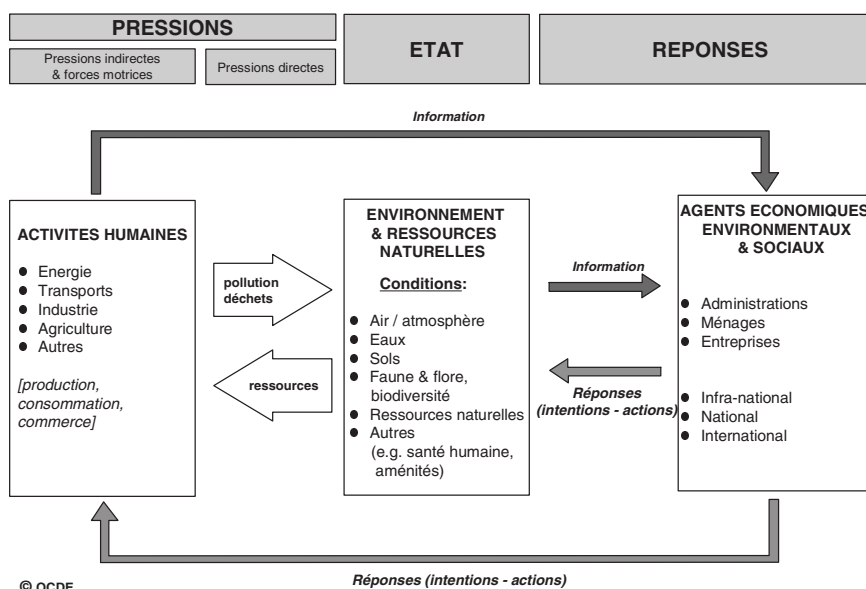 PRESSIONS
Pressions indirectes
& forces motrices
Pressions directes
ETAT
REPONSES
Information
ACTIVITES HUMAINES
● Energie
● Transports
● Industrie
● Agriculture
● Autres
[production,
consommation,
commerce]
pollution
déchets
ressources
ENVIRONNEMENT
& RESSOURCES
NATURELLES
Conditions:
● Air / atmosphère
● Eaux
● Sols
● Faune & flore,
biodiversité
● Ressources naturelles
● Autres
(e.g. santé humaine,
aménités)
Information
Réponses
(intentions - actions)
AGENTS ECONOMIQUES
ENVIRONMENTAUX
& SOCIAUX
● Administrations
● Ménages
● Entreprises
● Infra-national
● National
● International
Réponses (intentions - actions)
© OCDE